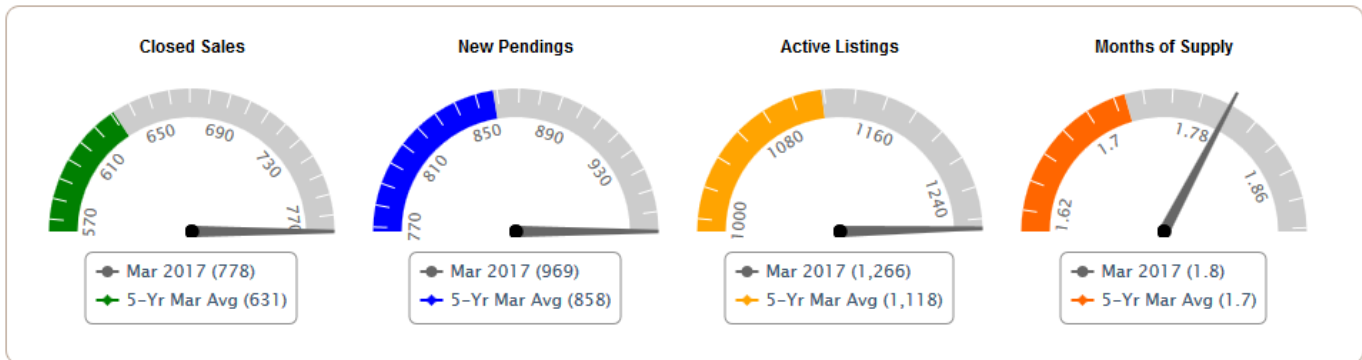 Closed Sales
570
610
650
690
730
770
Mar 2017 (778)
5-Yr Mar Avg (631)
New Pendings
770
810
850
890
930
Mar 2017 (969)
5-Yr Mar Avg (858)
Active Listings
1000
1080
1160
1240
Mar 2017 (1,266)
5-Yr Mar Avg (1,118)
Months of Supply
1.62
1.7
1.78
1.86
Mar 2017 (1.8)
5-Yr Mar Avg (1.7)